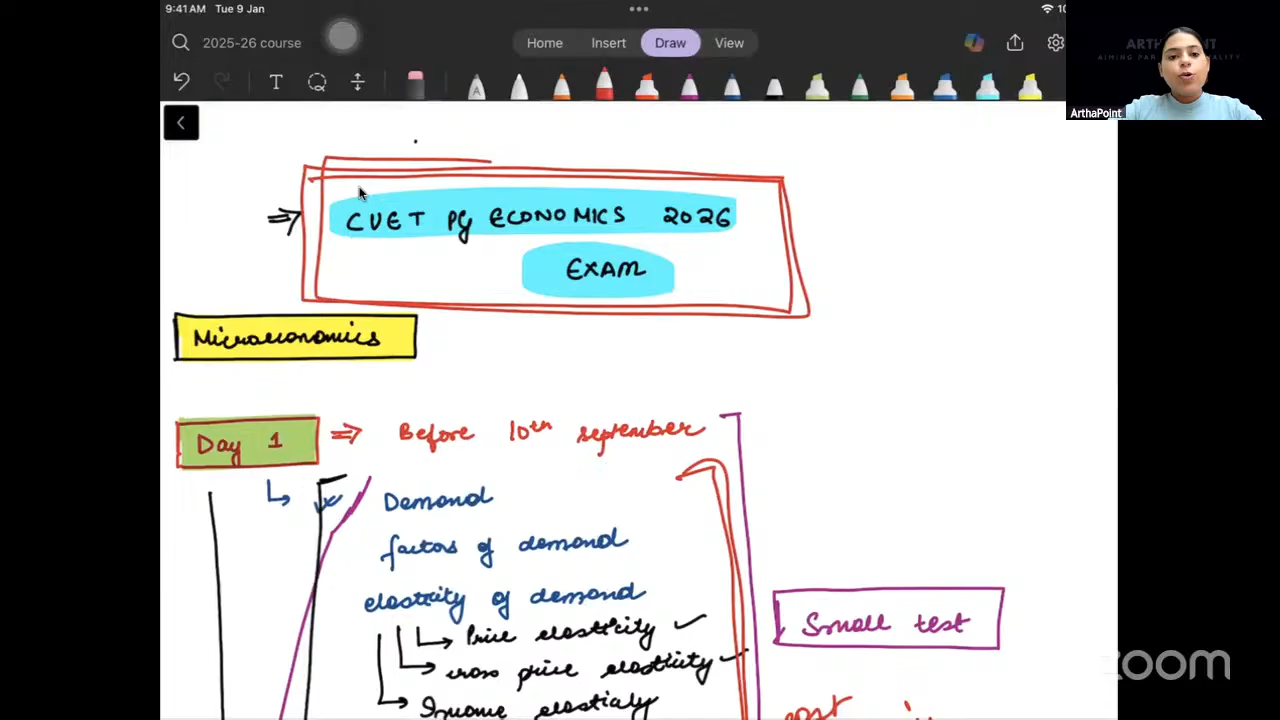 9:41 AM Tue 9 Jan
2025-26 course
Home Insert Draw View
ARTHAPOINT
ArthaPoint
⇒ CUET PG ECONOMICS 2026
EXAM
Microeconomics
Day 1 ⇒ Before 10th september
Demand
factors of demand
elasticity of demand
Price elasticity
cross price elasticity
Income elasticity
Small test
cost
zoom